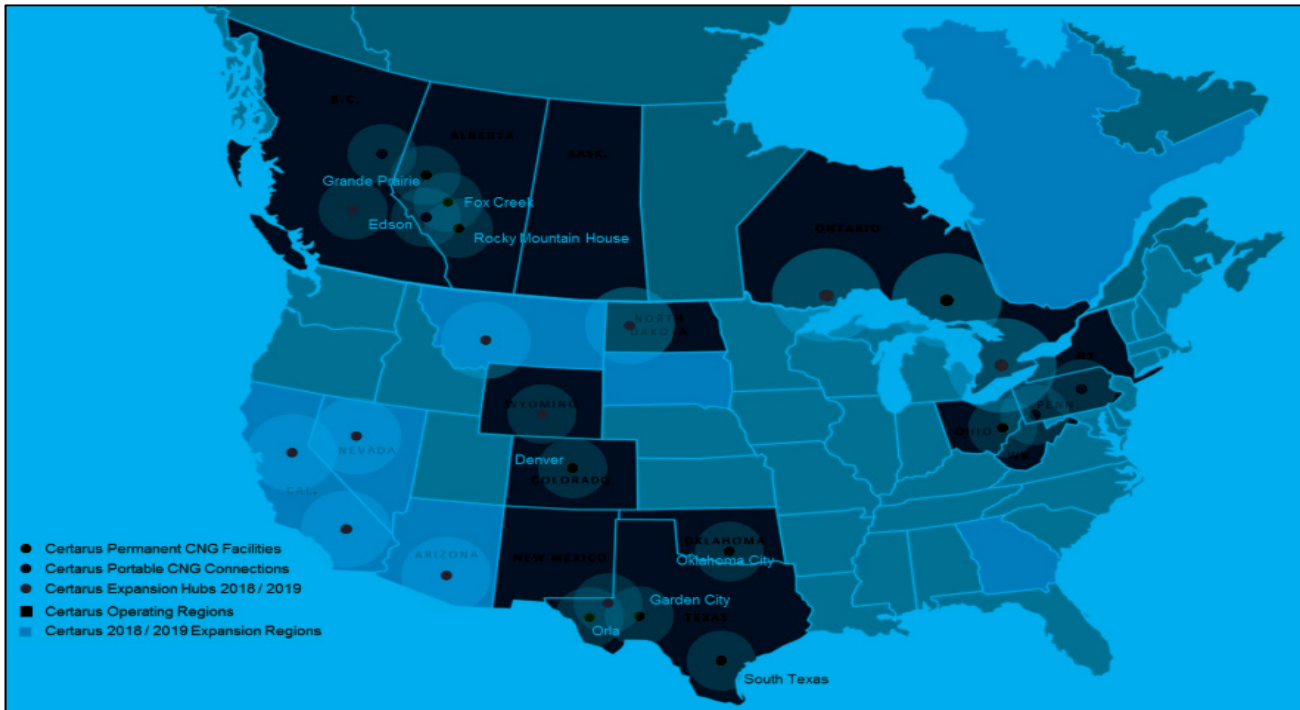 B.C.
ALBERTA
SASK.
ONTARIO
Grande Prairie
Fox Creek
Edson
Rocky Mountain House
NORTH
DAKOTA
NY
PENN
WYOMING
OHIO
WV
NEVADA
Denver
COLORADO
CAL.
ARIZONA
NEW MEXICO
OKLAHOMA
Oklahoma City
Garden City
TEXAS
Orla
South Texas
Certarus Permanent CNG Facilities
Certarus Portable CNG Connections
Certarus Expansion Hubs 2018 / 2019
Certarus Operating Regions
Certarus 2018 / 2019 Expansion Regions